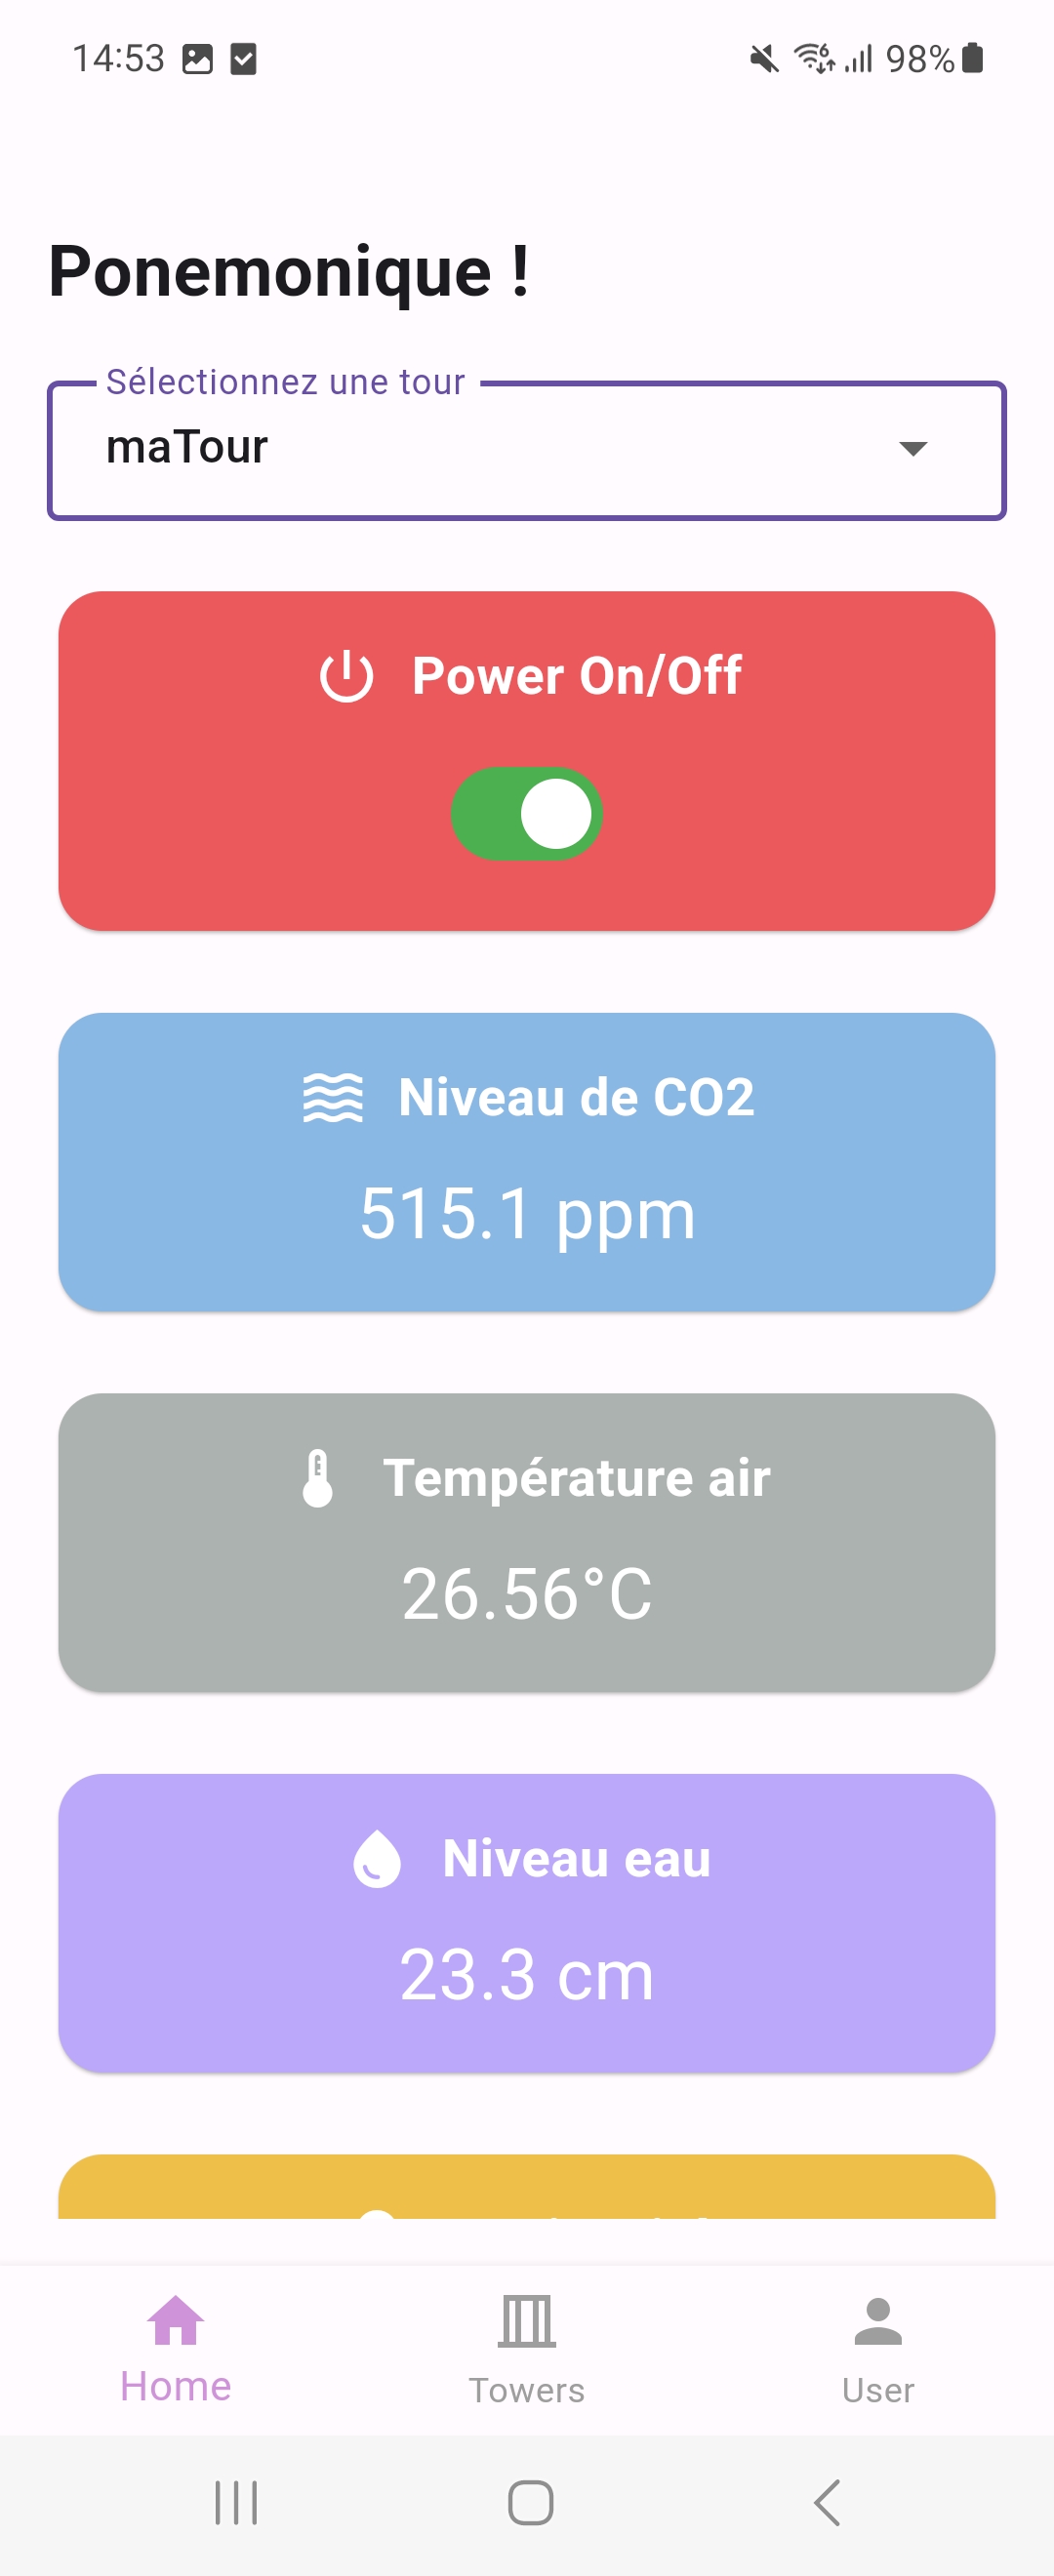 14:53
98%
Ponemonique !
Sélectionnez une tour
maTour
Power On/Off
Niveau de CO2
515.1 ppm
Température air
26.56°C
Niveau eau
23.3 cm
Home
Towers
User